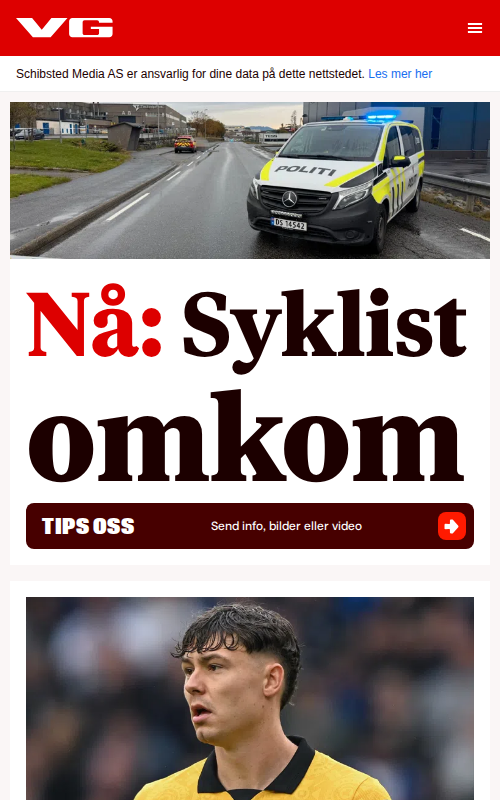 VG
Schibsted Media AS er ansvarlig for dine data på dette nettstedet. Les mer her
POLITI
DS 14542
Nå: Syklist
omkom
TIPS OSS
Send info, bilder eller video